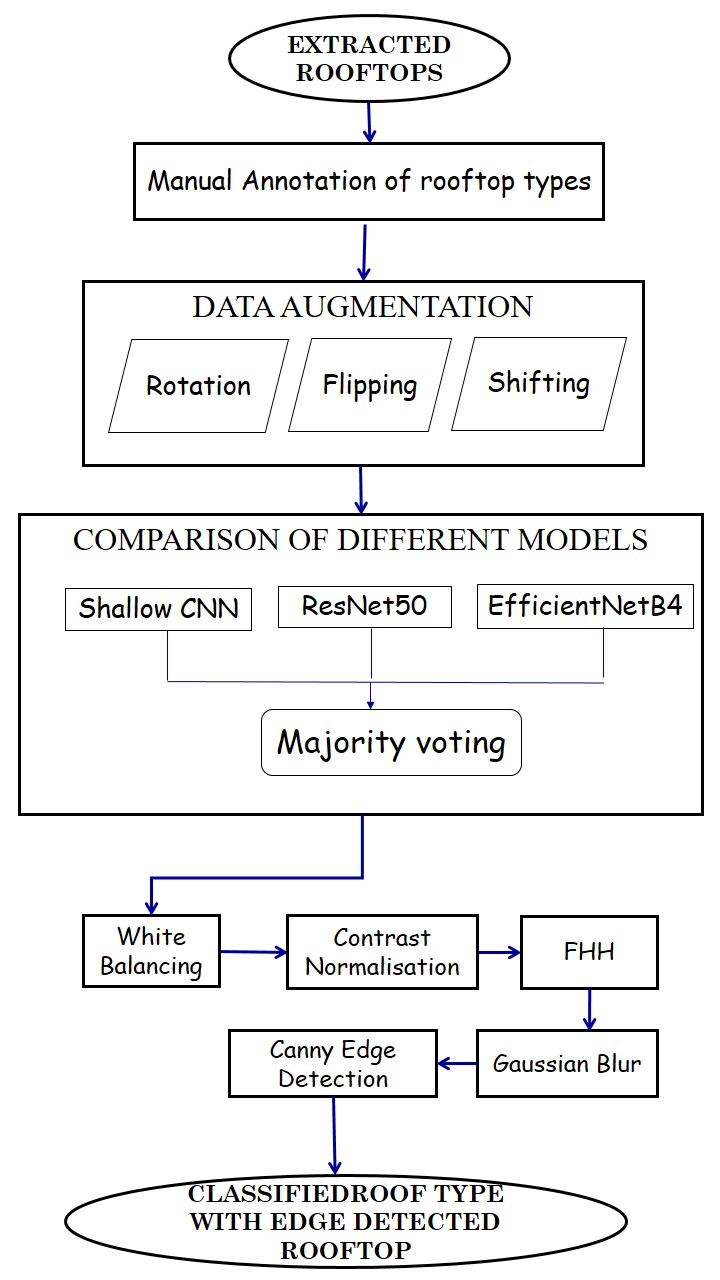 EXTRACTED
ROOFTOPS
Manual Annotation of rooftop types
DATA AUGMENTATION
Rotation
Flipping
Shifting
COMPARISON OF DIFFERENT MODELS
Shallow CNN
ResNet50
EfficientNetB4
Majority voting
White
Balancing
Contrast
Normalisation
FHH
Gaussian Blur
Canny Edge
Detection
CLASSIFIEDROOF TYPE
WITH EDGE DETECTED
ROOFTOP